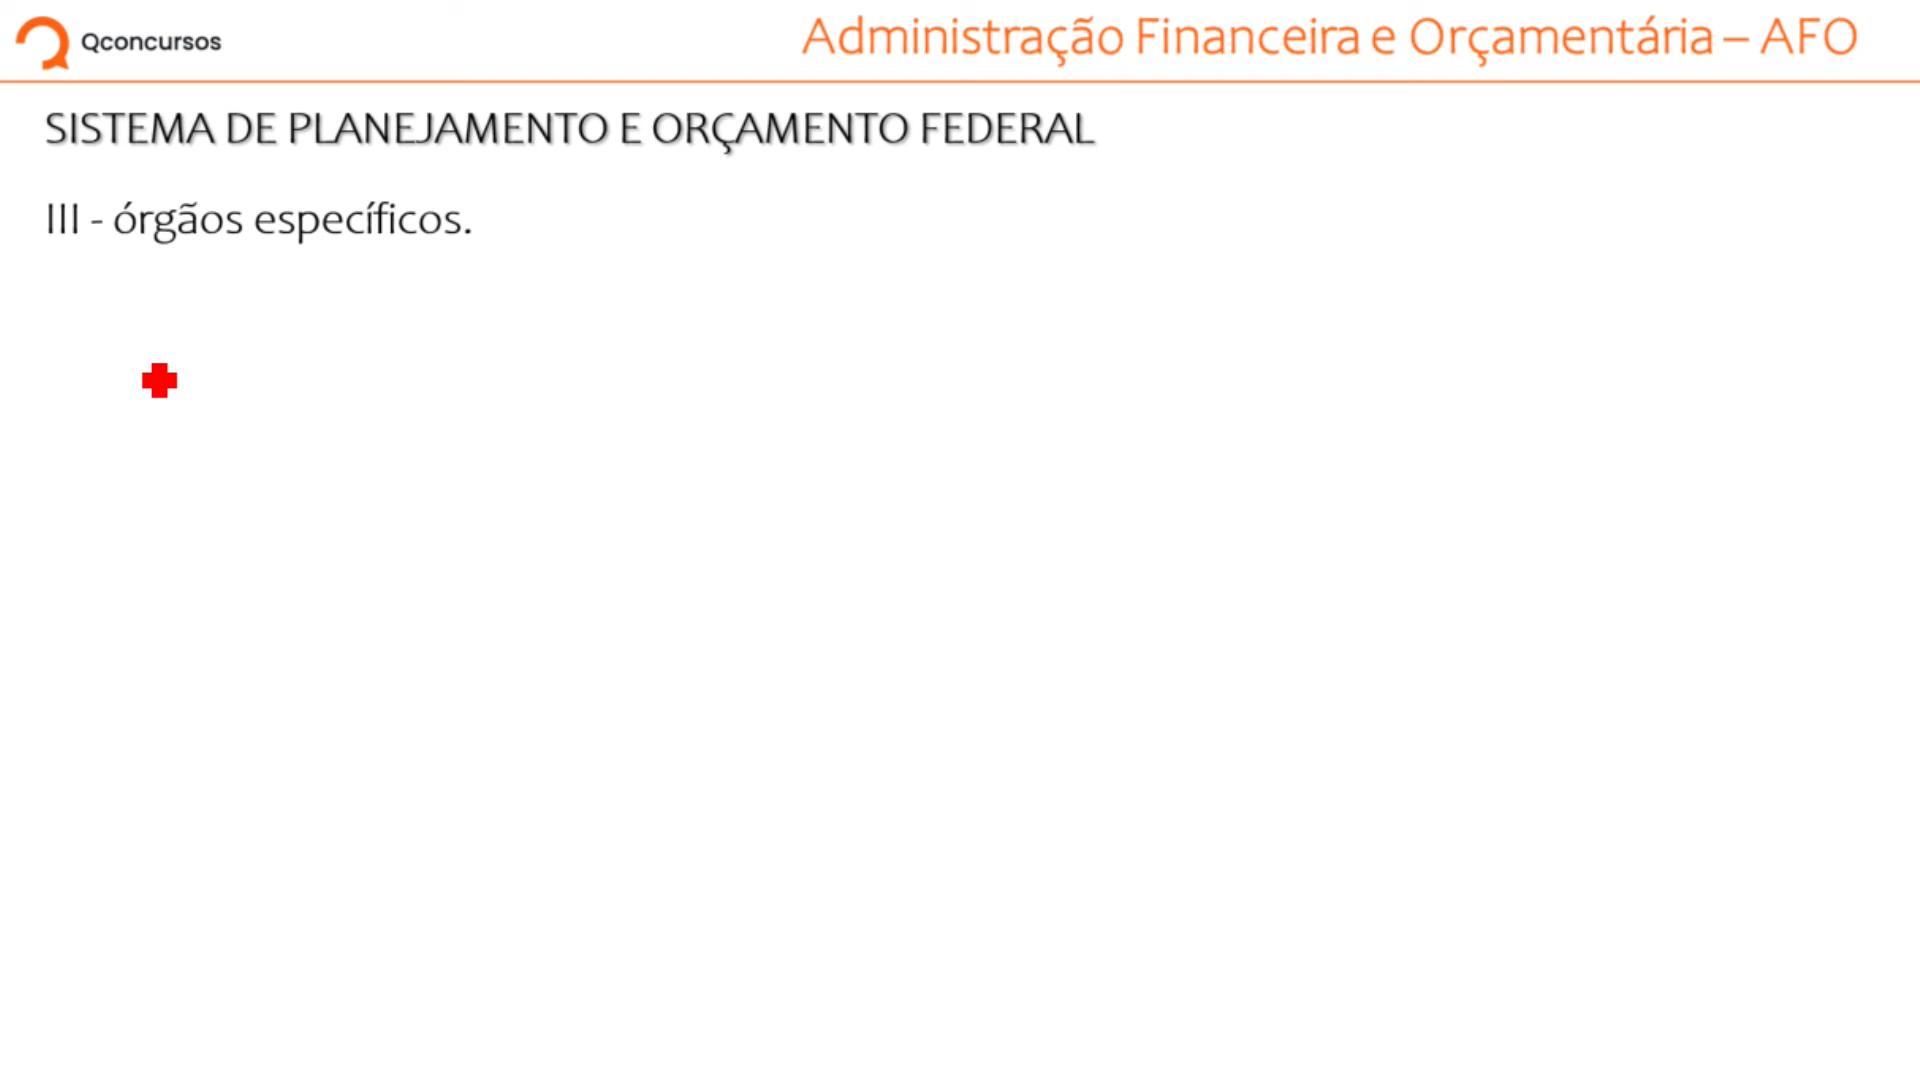 Qconcursos
Administração Financeira e Orçamentária – AFO
SISTEMA DE PLANEJAMENTO E ORÇAMENTO FEDERAL
III - órgãos específicos.